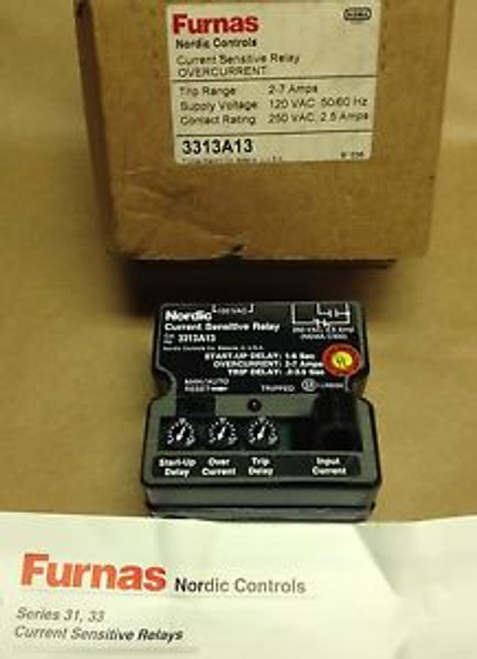 Furnas
Nordic Controls
Current Sensitive Relay
OVERCURRENT
Trip Range: 2-7 Amps
Supply Voltage: 120 VAC, 50/60 Hz
Contact Rating: 250 VAC, 2.5 Amps
3313A13
Nordic
Current Sensitive Relay
3313A13
START-UP DELAY:
OVERCURRENT: 2-7 Amps
TRIP DELAY:
MAN/AUTO
RESET
TRIPPED
Start-Up Delay
Over Current
Trip Delay
Input Current
Furnas Nordic Controls
Series 31, 33
Current Sensitive Relays